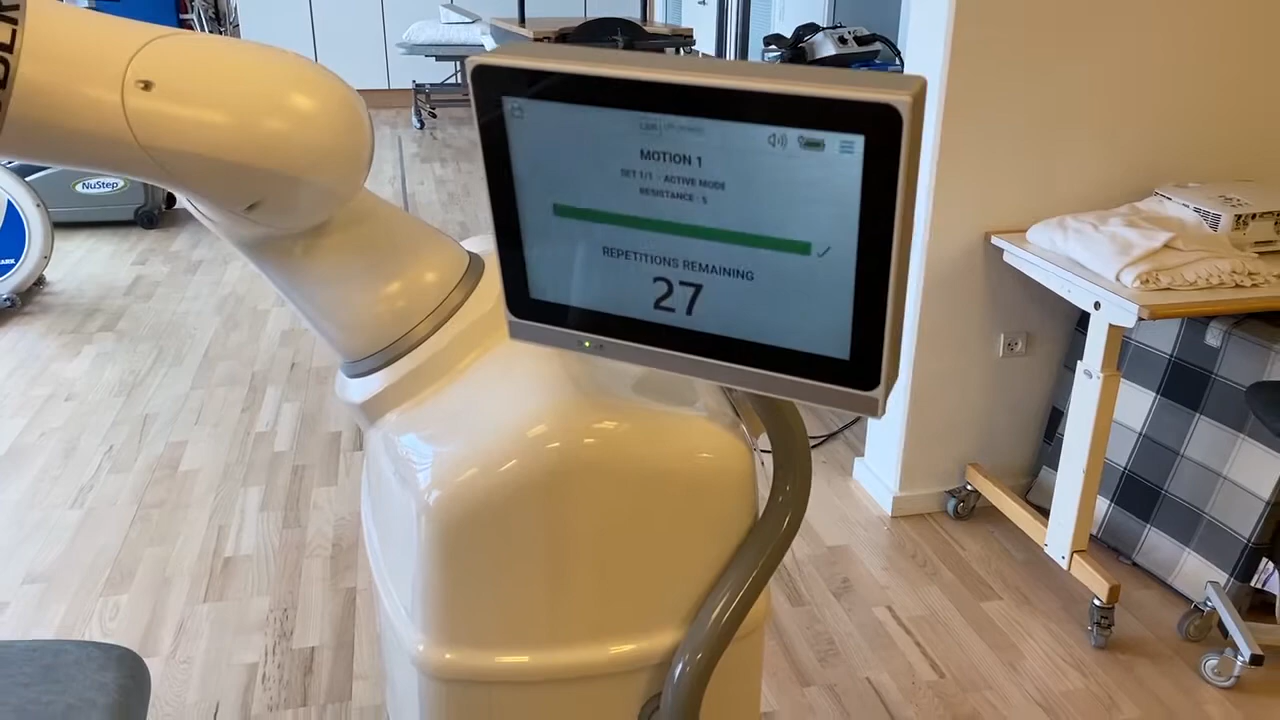 MOTION 1
SET 1/1 - ACTIVE MODE
RESISTANCE : 5
REPETITIONS REMAINING
27
NuStep